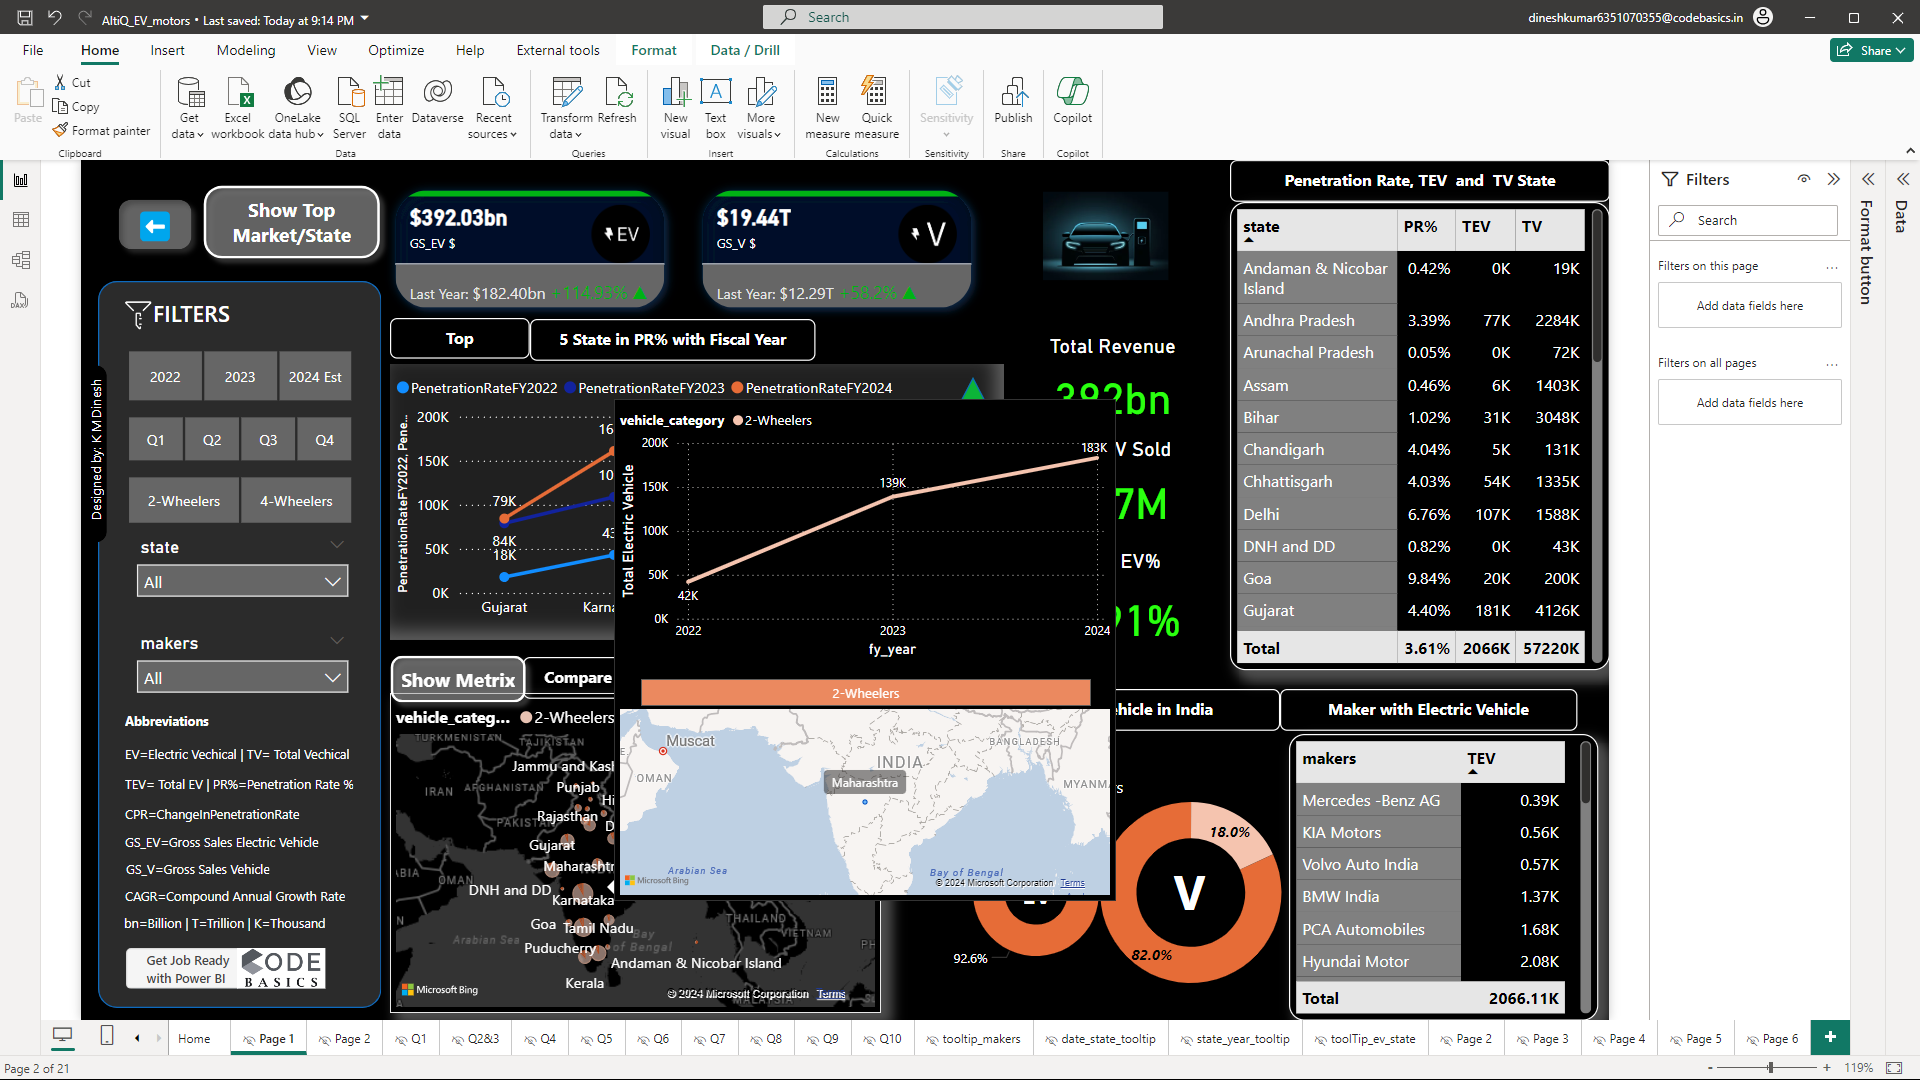 AltiQ_EV_motors • Last saved: Today at 9:14 PM
Search
dineshkumar6351070355@codebasics.in
File
Home
Insert
Modeling
View
Optimize
Help
External tools
Format
Data / Drill
Share
Paste
Cut
Copy
Format painter
Clipboard
Get data
Excel workbook
OneLake data hub
SQL Server
Enter data
Dataverse
Recent sources
Data
Transform data
Refresh
Queries
New visual
Text box
More visuals
Insert
New measure
Quick measure
Calculations
Sensitivity
Sensitivity
Publish
Share
Copilot
Copilot
Show Top
Market/State
$392.03bn
GS_EV $
EV
Last Year: $182.40bn +114.93%
$19.44T
GS_V $
V
Last Year: $12.29T +58.2%
Designed by: K M Dinesh
FILTERS
2022
2023
2024 Est
Q1
Q2
Q3
Q4
2-Wheelers
4-Wheelers
state
All
makers
All
Abbreviations
EV=Electric Vechical | TV= Total Vechical
TEV= Total EV | PR%=Penetration Rate %
CPR=ChangeInPenetrationRate
GS_EV=Gross Sales Electric Vehicle
GS_V=Gross Sales Vehicle
CAGR=Compound Annual Growth Rate
bn=Billion | T=Trillion | K=Thousand
Get Job Ready
with Power BI
CODE
BASICS
Top
5 State in PR% with Fiscal Year
PenetrationRateFY2022
PenetrationRateFY2023
PenetrationRateFY2024
PenetrationRateFY2022, Pene...
200K
150K
100K
50K
0K
79K
84K
18K
16
10
43
Gujarat
Karna
Total Revenue
392bn
V Sold
7M
EV%
91%
vehicle_category
2-Wheelers
Total Electric Vehicle
200K
150K
100K
50K
0K
42K
139K
183K
2022
2023
2024
fy_year
2-Wheelers
Muscat
OMAN
INDIA
BANGLADESH
MYANM
Maharashtra
Arabian Sea
Bay of Bengal
Microsoft Bing
© 2024 Microsoft Corporation Terms
Show Metrix
Compare
vehicle_categ...
2-Wheelers
TURKMENISTAN
TAJIKISTAN
Jammu and Kash
IRAN
AFGHANISTAN
Punjab
Hi
PAKIST
Rajasthan
D
Gujarat
Maharashtr
OMAN
DNH and DD
Karnataka
Goa
Tamil Nadu
THAILAND
VIETNAM
Arabian Sea
Bay of Bengal
PH
Puducherry
Andaman & Nicobar Island
Kerala
Microsoft Bing
© 2024 Microsoft Corporation Terms
hicle in India
18.0%
V
82.0%
92.6%
Penetration Rate, TEV and TV State
state PR% TEV TV
Andaman & Nicobar Island 0.42% 0K 19K
Andhra Pradesh 3.39% 77K 2284K
Arunachal Pradesh 0.05% 0K 72K
Assam 0.46% 6K 1403K
Bihar 1.02% 31K 3048K
Chandigarh 4.04% 5K 131K
Chhattisgarh 4.03% 54K 1335K
Delhi 6.76% 107K 1588K
DNH and DD 0.82% 0K 43K
Goa 9.84% 20K 200K
Gujarat 4.40% 181K 4126K
Total 3.61% 2066K 57220K
Maker with Electric Vehicle
makers TEV
Mercedes -Benz AG 0.39K
KIA Motors 0.56K
Volvo Auto India 0.57K
BMW India 1.37K
PCA Automobiles 1.68K
Hyundai Motor 2.08K
Total 2066.11K
Filters
Search
Filters on this page
Add data fields here
Filters on all pages
Add data fields here
Format button
Data
Home
Page 1
Page 2
Q1
Q2&3
Q4
Q5
Q6
Q7
Q8
Q9
Q10
tooltip_makers
date_state_tooltip
state_year_tooltip
toolTip_ev_state
Page 2
Page 3
Page 4
Page 5
Page 6
Page 2 of 21
119%